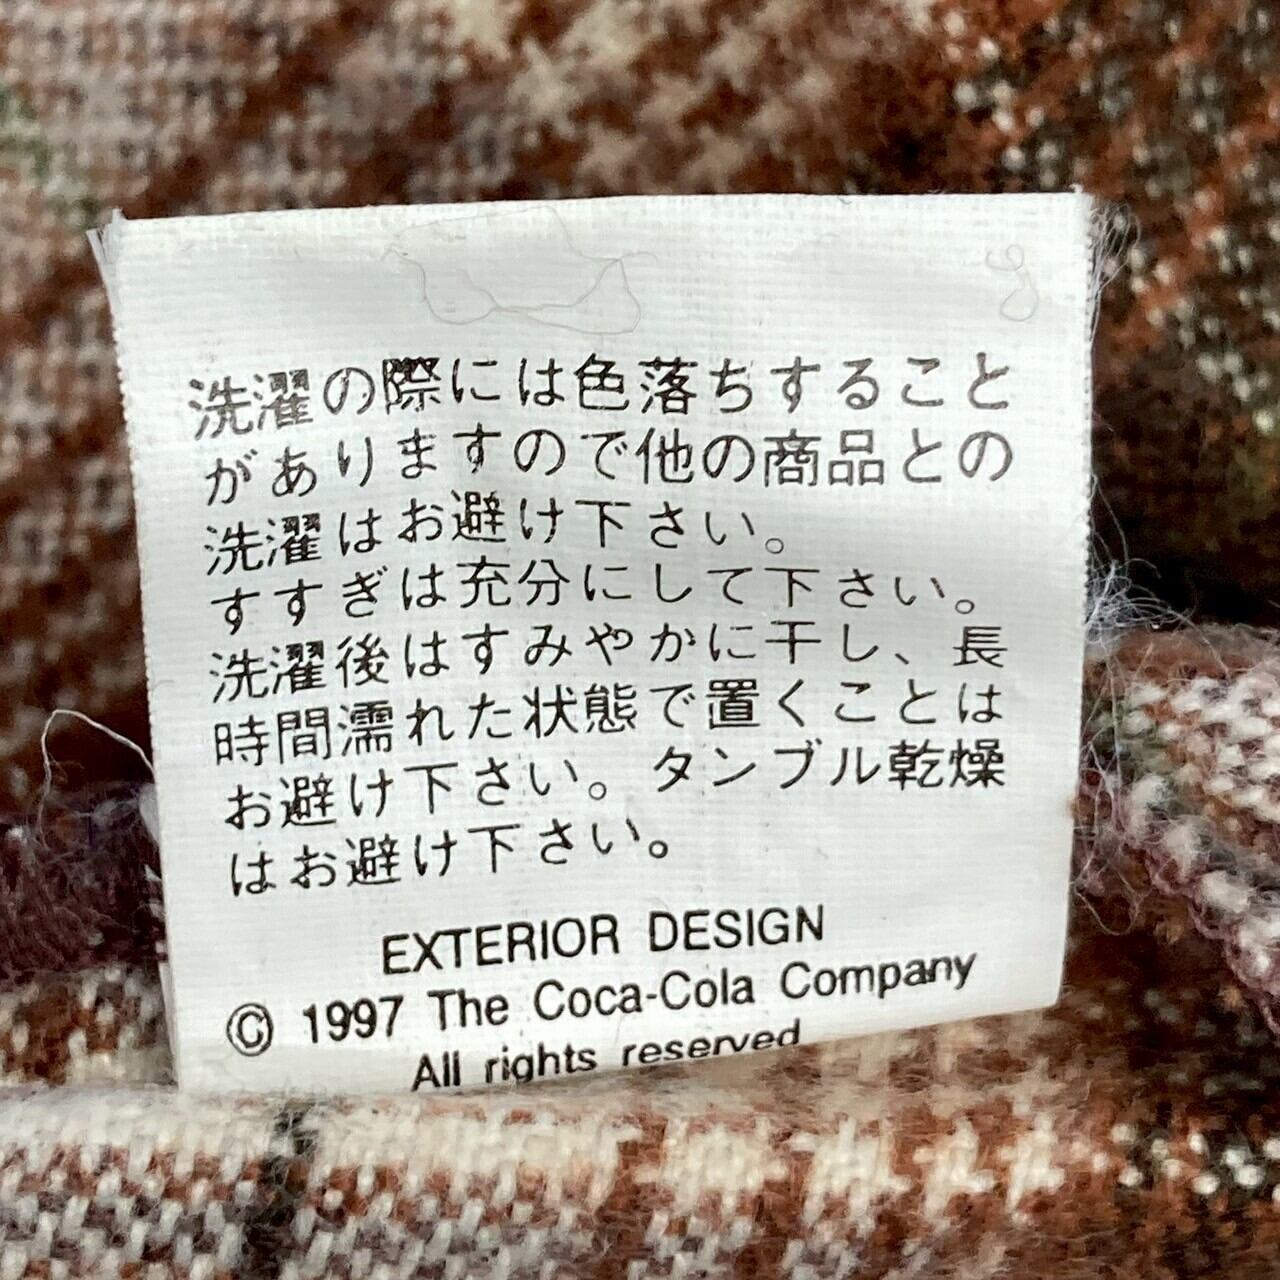 洗濯の際には色落ちすること
がありますので他の商品との
洗濯はお避け下さい。
すすぎは充分にして下さい。
洗濯後はすみやかに干し、長
時間濡れた状態で置くことは
お避け下さい。タンブル乾燥
はお避け下さい。
EXTERIOR DESIGN
© 1997 The Coca-Cola Company
All rights reserved